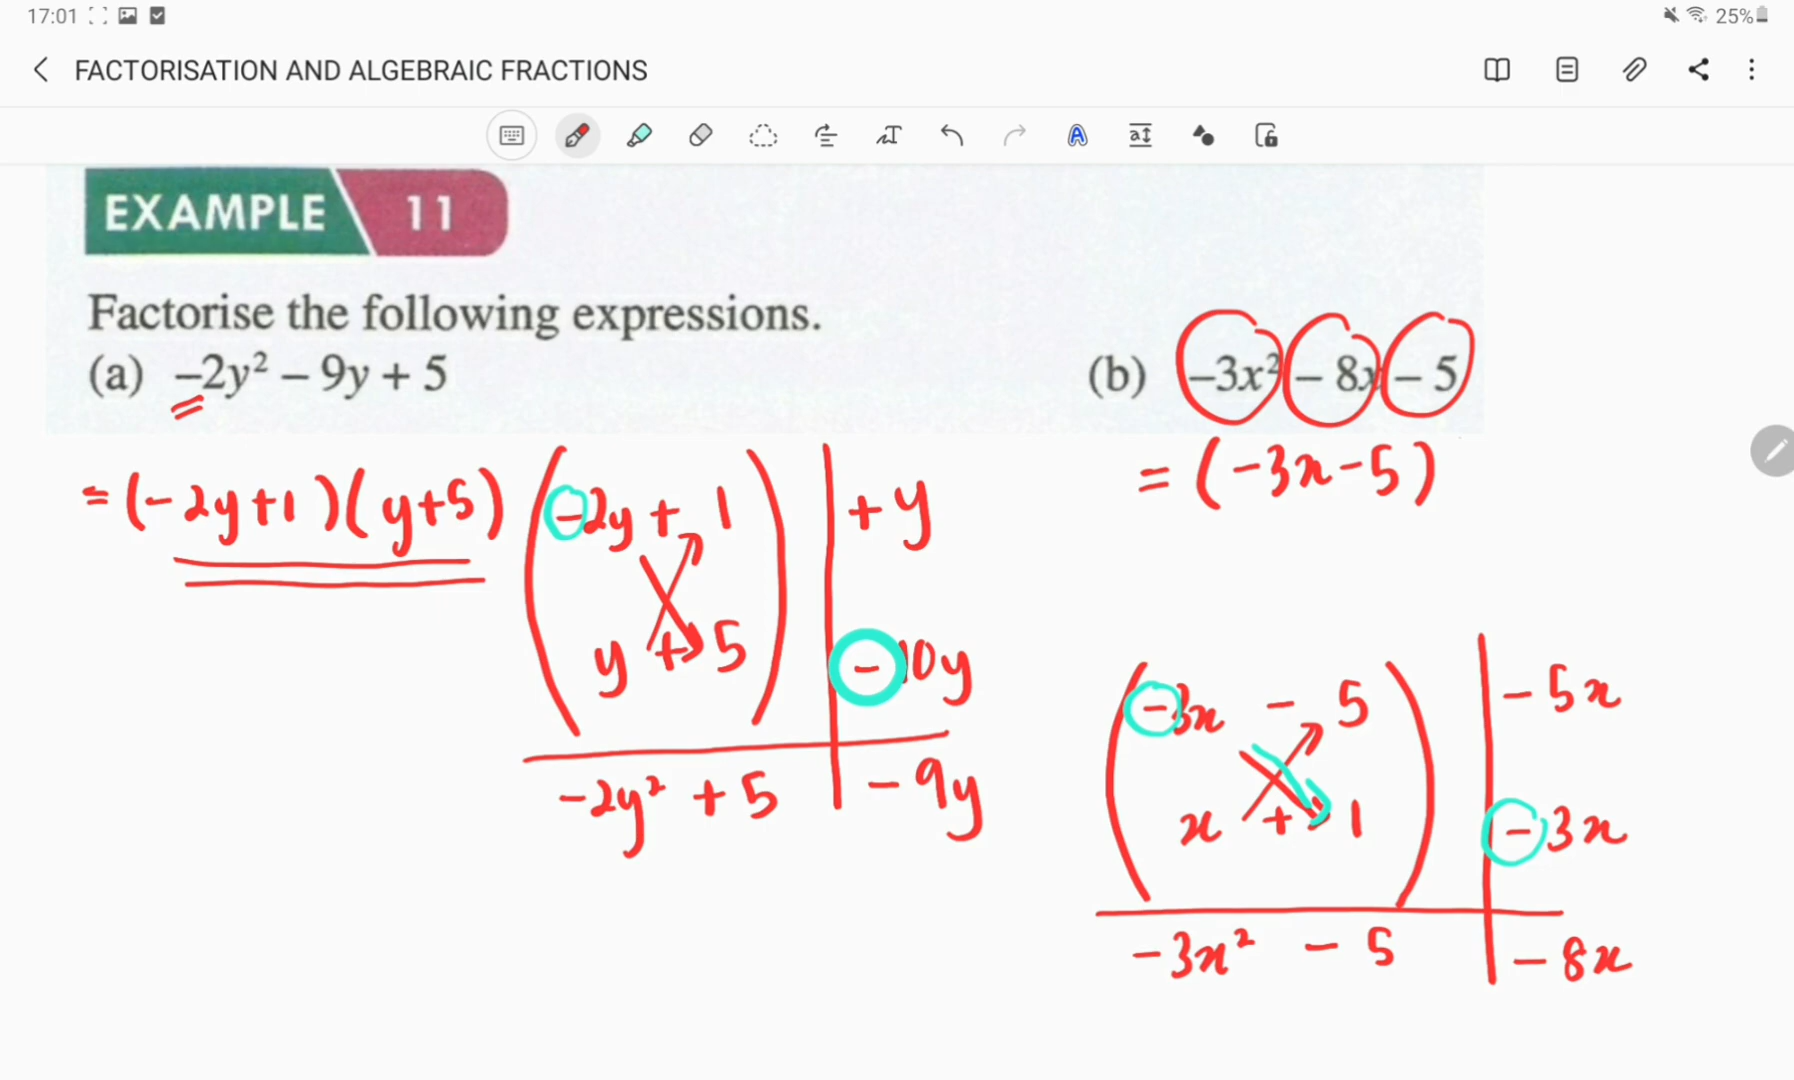 17:01 25%
FACTORISATION AND ALGEBRAIC FRACTIONS
EXAMPLE 11
Factorise the following expressions.
(a) –2y² – 9y + 5
(b) –3x² – 8x – 5
= (-2y+1)(y+5)
-2y + 1 +y
y + 5 -10y
-2y² + 5 -9y
= (-3x-5)
-3x - 5 -5x
x + 1 -3x
-3x² - 5 -8x